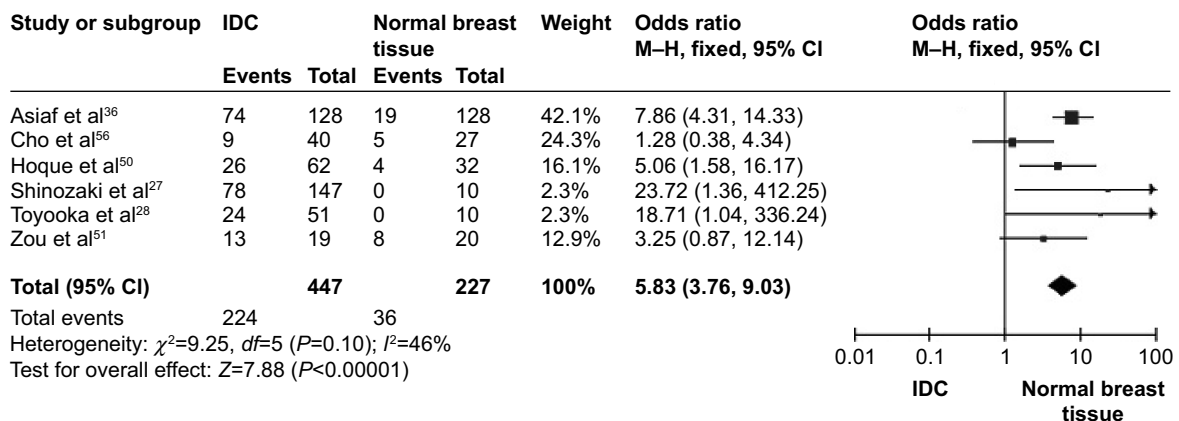 Study or subgroup IDC Normal breast tissue Weight Odds ratio M–H, fixed, 95% CI Odds ratio M–H, fixed, 95% CI
Events Total Events Total
Asiaf et al³⁶ 74 128 19 128 42.1% 7.86 (4.31, 14.33)
Cho et al⁵⁶ 9 40 5 27 24.3% 1.28 (0.38, 4.34)
Hoque et al⁵⁰ 26 62 4 32 16.1% 5.06 (1.58, 16.17)
Shinozaki et al²⁷ 78 147 0 10 2.3% 23.72 (1.36, 412.25)
Toyooka et al²⁸ 24 51 0 10 2.3% 18.71 (1.04, 336.24)
Zou et al⁵¹ 13 19 8 20 12.9% 3.25 (0.87, 12.14)
Total (95% CI) 447 227 100% 5.83 (3.76, 9.03)
Total events 224 36
Heterogeneity: χ²=9.25, df=5 (P=0.10); I²=46%
Test for overall effect: Z=7.88 (P<0.00001)
0.01 0.1 1 10 100
IDC Normal breast tissue